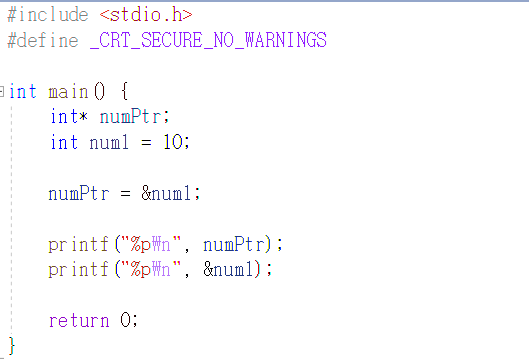 #include <stdio.h>
#define _CRT_SECURE_NO_WARNINGS
int main() {
int* numPtr;
int num1 = 10;
numPtr = &num1;
printf("%p₩n", numPtr);
printf("%p₩n", &num1);
return 0;
}